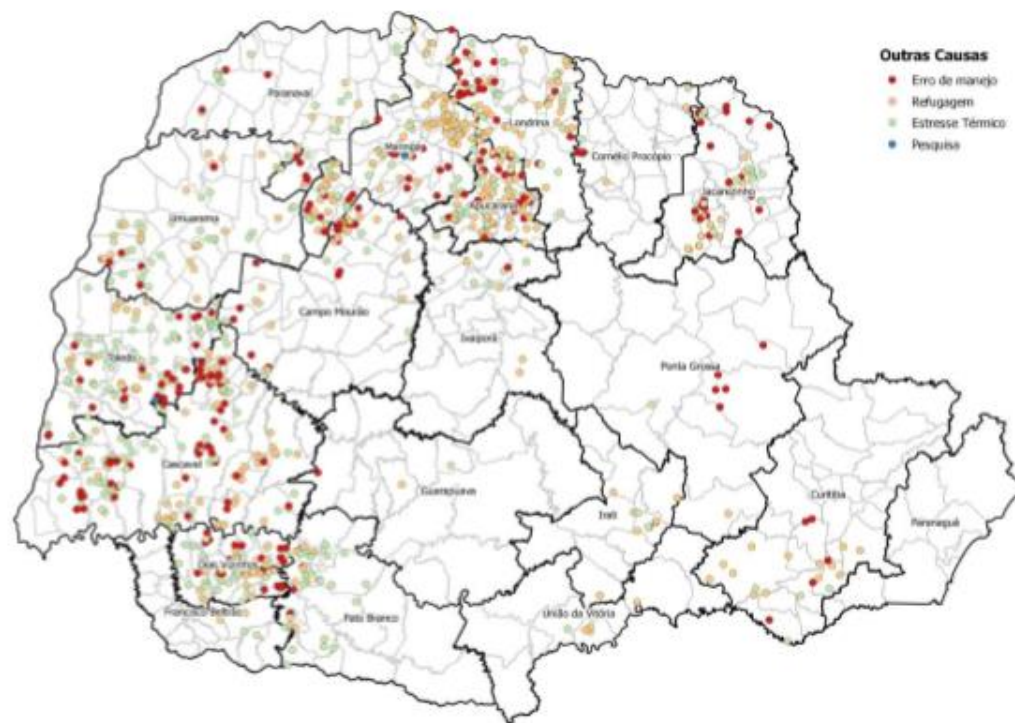 Outras Causas
Erro de manejo
Refugagem
Estresse Térmico
Pesquisa
Paranavaí
Londrina
Maringá
Cornélio Procópio
Jacarezinho
Apucarana
Umuarama
Campo Mourão
Ivaiporã
Toledo
Ponta Grossa
Cascavel
Guarapuava
Irati
Curitiba
Paranaguá
Dois Vizinhos
Francisco Beltrão
Pato Branco
União da Vitória